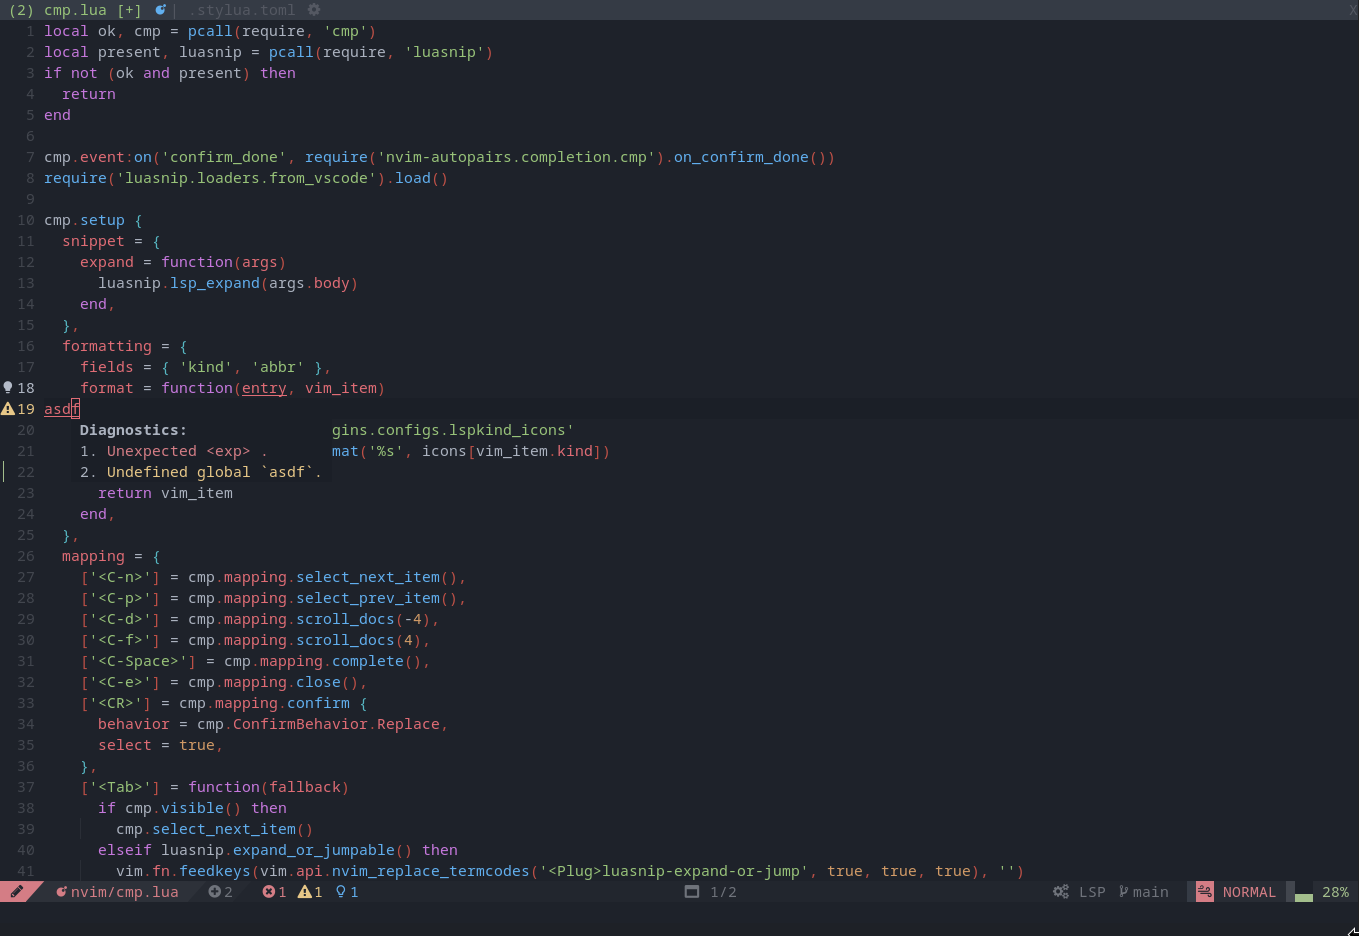 (2) cmp.lua [+] | .stylua.toml X
1 local ok, cmp = pcall(require, 'cmp')
2 local present, luasnip = pcall(require, 'luasnip')
3 if not (ok and present) then
4 return
5 end
6
7 cmp.event:on('confirm_done', require('nvim-autopairs.completion.cmp').on_confirm_done())
8 require('luasnip.loaders.from_vscode').load()
9
10 cmp.setup {
11 snippet = {
12 expand = function(args)
13 luasnip.lsp_expand(args.body)
14 end,
15 },
16 formatting = {
17 fields = { 'kind', 'abbr' },
18 format = function(entry, vim_item)
19 asdf
20 Diagnostics: gins.configs.lspkind_icons'
21 1. Unexpected <exp> . mat('%s', icons[vim_item.kind])
22 2. Undefined global `asdf`.
23 return vim_item
24 end,
25 },
26 mapping = {
27 ['<C-n>'] = cmp.mapping.select_next_item(),
28 ['<C-p>'] = cmp.mapping.select_prev_item(),
29 ['<C-d>'] = cmp.mapping.scroll_docs(-4),
30 ['<C-f>'] = cmp.mapping.scroll_docs(4),
31 ['<C-Space>'] = cmp.mapping.complete(),
32 ['<C-e>'] = cmp.mapping.close(),
33 ['<CR>'] = cmp.mapping.confirm {
34 behavior = cmp.ConfirmBehavior.Replace,
35 select = true,
36 },
37 ['<Tab>'] = function(fallback)
38 if cmp.visible() then
39 cmp.select_next_item()
40 elseif luasnip.expand_or_jumpable() then
41 vim.fn.feedkeys(vim.api.nvim_replace_termcodes('<Plug>luasnip-expand-or-jump', true, true, true), '')
nvim/cmp.lua 2 1 1 1 1/2 LSP main NORMAL 28%